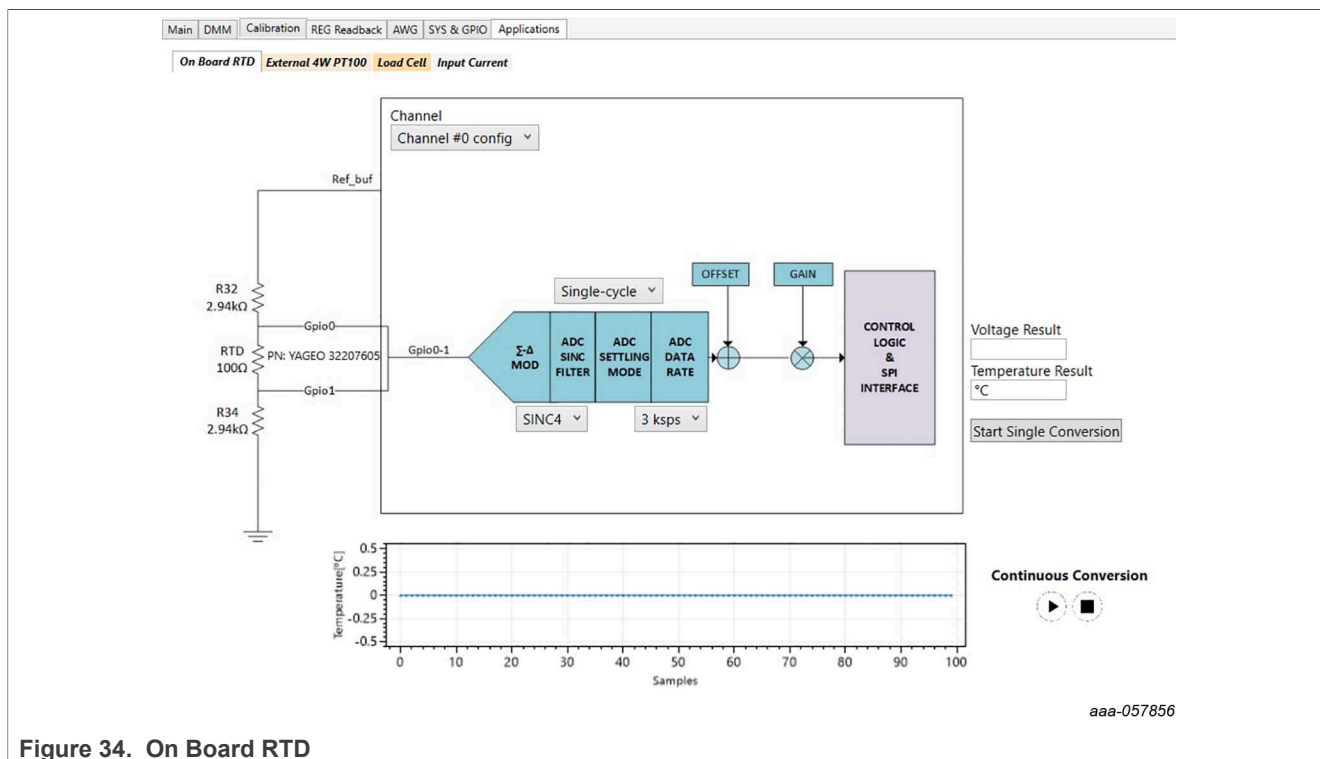 Main DMM Calibration REG Readback AWG SYS & GPIO Applications
On Board RTD External 4W PT100 Load Cell Input Current
Channel
Channel #0 config
Ref_buf
R32
2.94kΩ
Gpio0
RTD
100Ω
PN: YAGEO 32207605
Gpio1
R34
2.94kΩ
Gpio0-1
Single-cycle
Σ-Δ
MOD
ADC
SINC
FILTER
ADC
SETTLING
MODE
ADC
DATA
RATE
SINC4
3 ksps
OFFSET
GAIN
CONTROL
LOGIC
&
SPI
INTERFACE
Voltage Result
Temperature Result
°C
Start Single Conversion
Temperature[°C]
0.5
0.25
0
-0.25
-0.5
0 10 20 30 40 50 60 70 80 90 100
Samples
Continuous Conversion
aaa-057856
Figure 34. On Board RTD